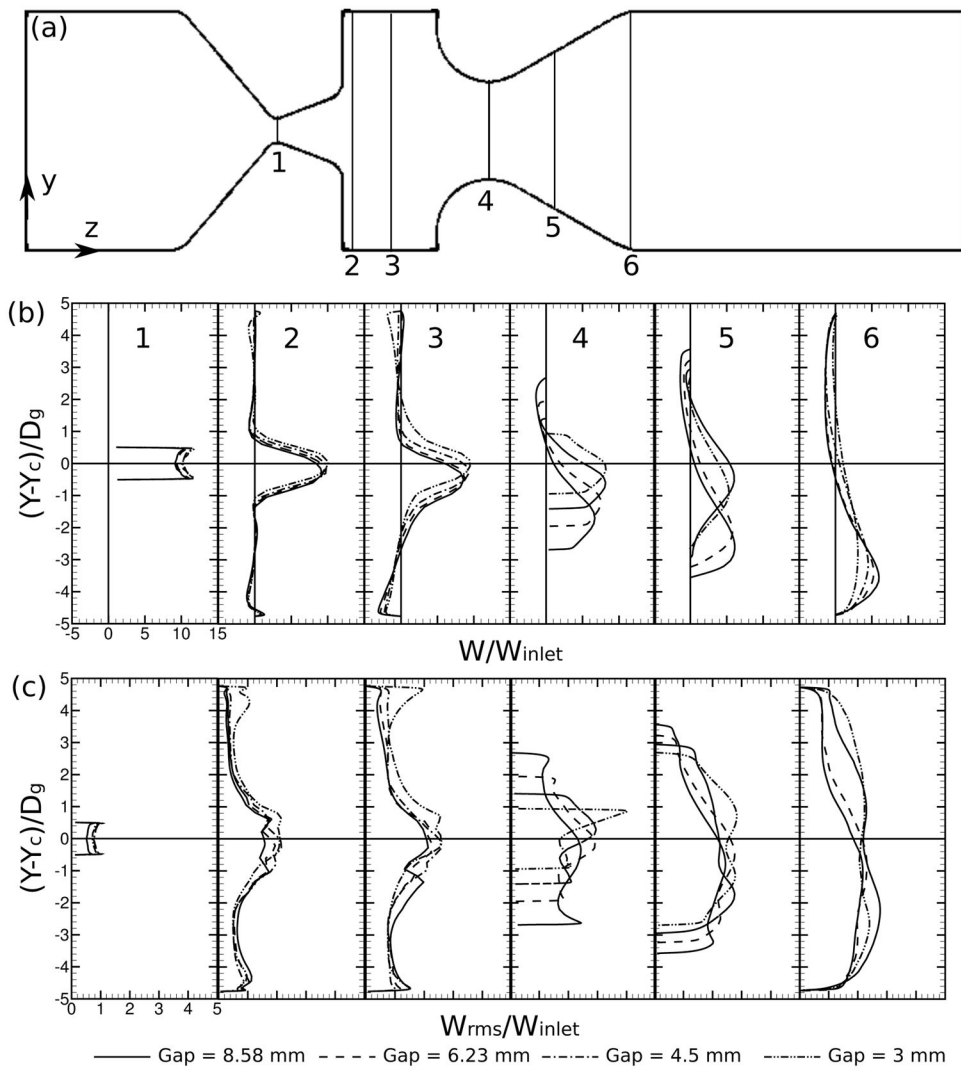 (a)
y
z
1
2
3
4
5
6
(b)
1 2 3 4 5 6
(Y-Yc)/Dg
5
4
3
2
1
0
-1
-2
-3
-4
-5
-5 0 5 10 15
W/Winlet
(c)
(Y-Yc)/Dg
5
4
3
2
1
0
-1
-2
-3
-4
-5
0 1 2 3 4 5
Wrms/Winlet
Gap = 8.58 mm Gap = 6.23 mm Gap = 4.5 mm Gap = 3 mm